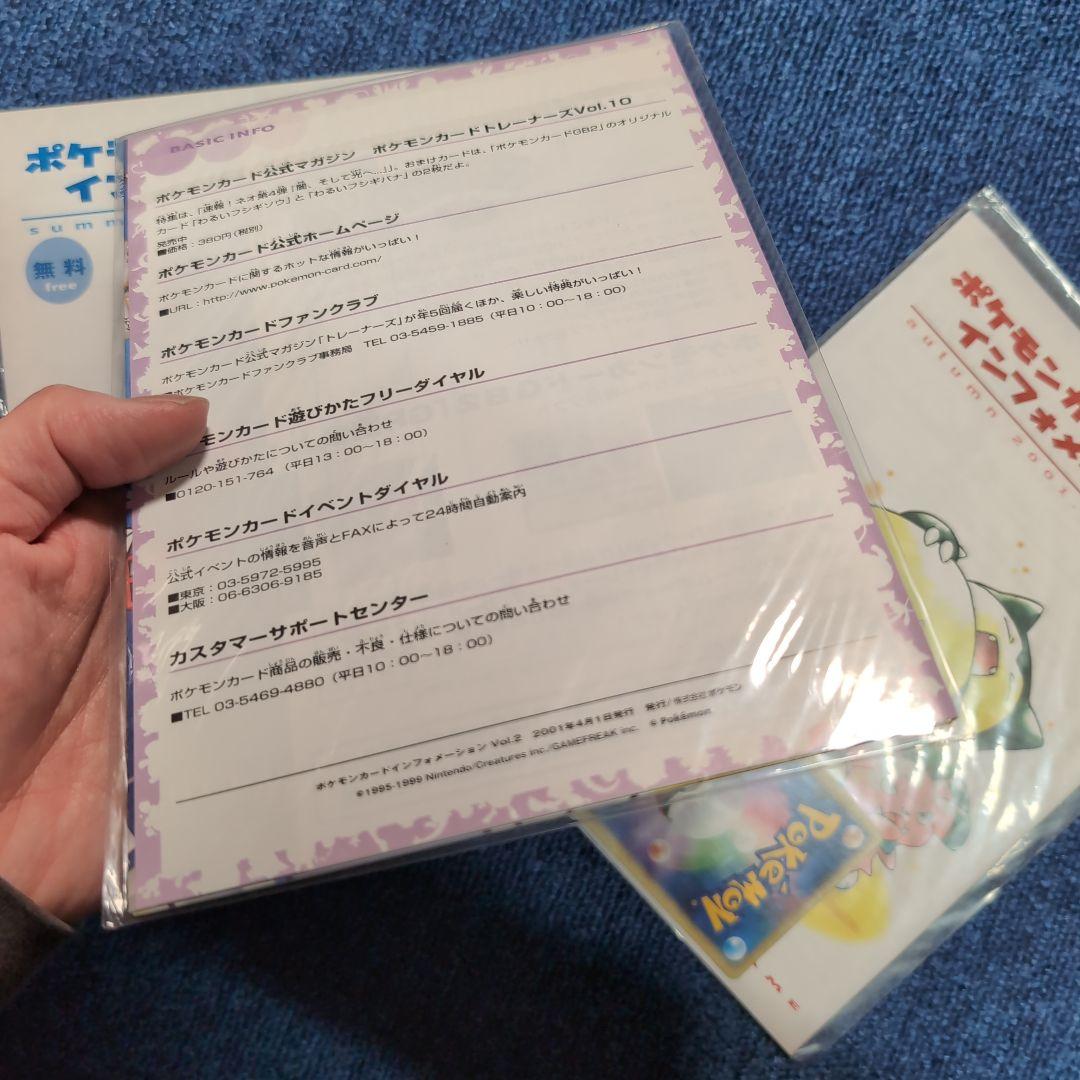 BASIC INFO
ポケモンカード公式マガジン　ポケモンカードトレーナーズVol.10
特集は、「速報！ネオ第4弾『闇、そして光へ…』」。おまけカードは、「ポケモンカードGB2」のオリジナル
カード「わるいフシギソウ」と「わるいフシギバナ」の2枚だよ。
発売中
■価格：380円（税別）
ポケモンカード公式ホームページ
ポケモンカードに関するホットな情報がいっぱい！
■URL：http://www.pokemon-card.com/
ポケモンカードファンクラブ
ポケモンカード公式マガジン「トレーナーズ」が年5回届くほか、楽しい特典がいっぱい！
■ポケモンカードファンクラブ事務局　TEL 03-5459-1885（平日10：00〜18：00）
モンカード遊びかたフリーダイヤル
ルールや遊びかたについての問い合わせ
■0120-151-764　（平日13：00〜18：00）
ポケモンカードイベントダイヤル
公式イベントの情報を音声とFAXによって24時間自動案内
■東京：03-5972-5995
■大阪：06-6306-9185
カスタマーサポートセンター
ポケモンカード商品の販売・不良・仕様についての問い合わせ
■TEL 03-5469-4880（平日10：00〜18：00）
ポケモンカードインフォメーション Vol.2　2001年4月1日発行　発行／株式会社ポケモン
©1995-1999 Nintendo/Creatures inc./GAMEFREAK inc.　© Pokémon
ポケ
イン
summ
無料
free
ポケモンカ
インフォメ
autumn 2001
Pokémon